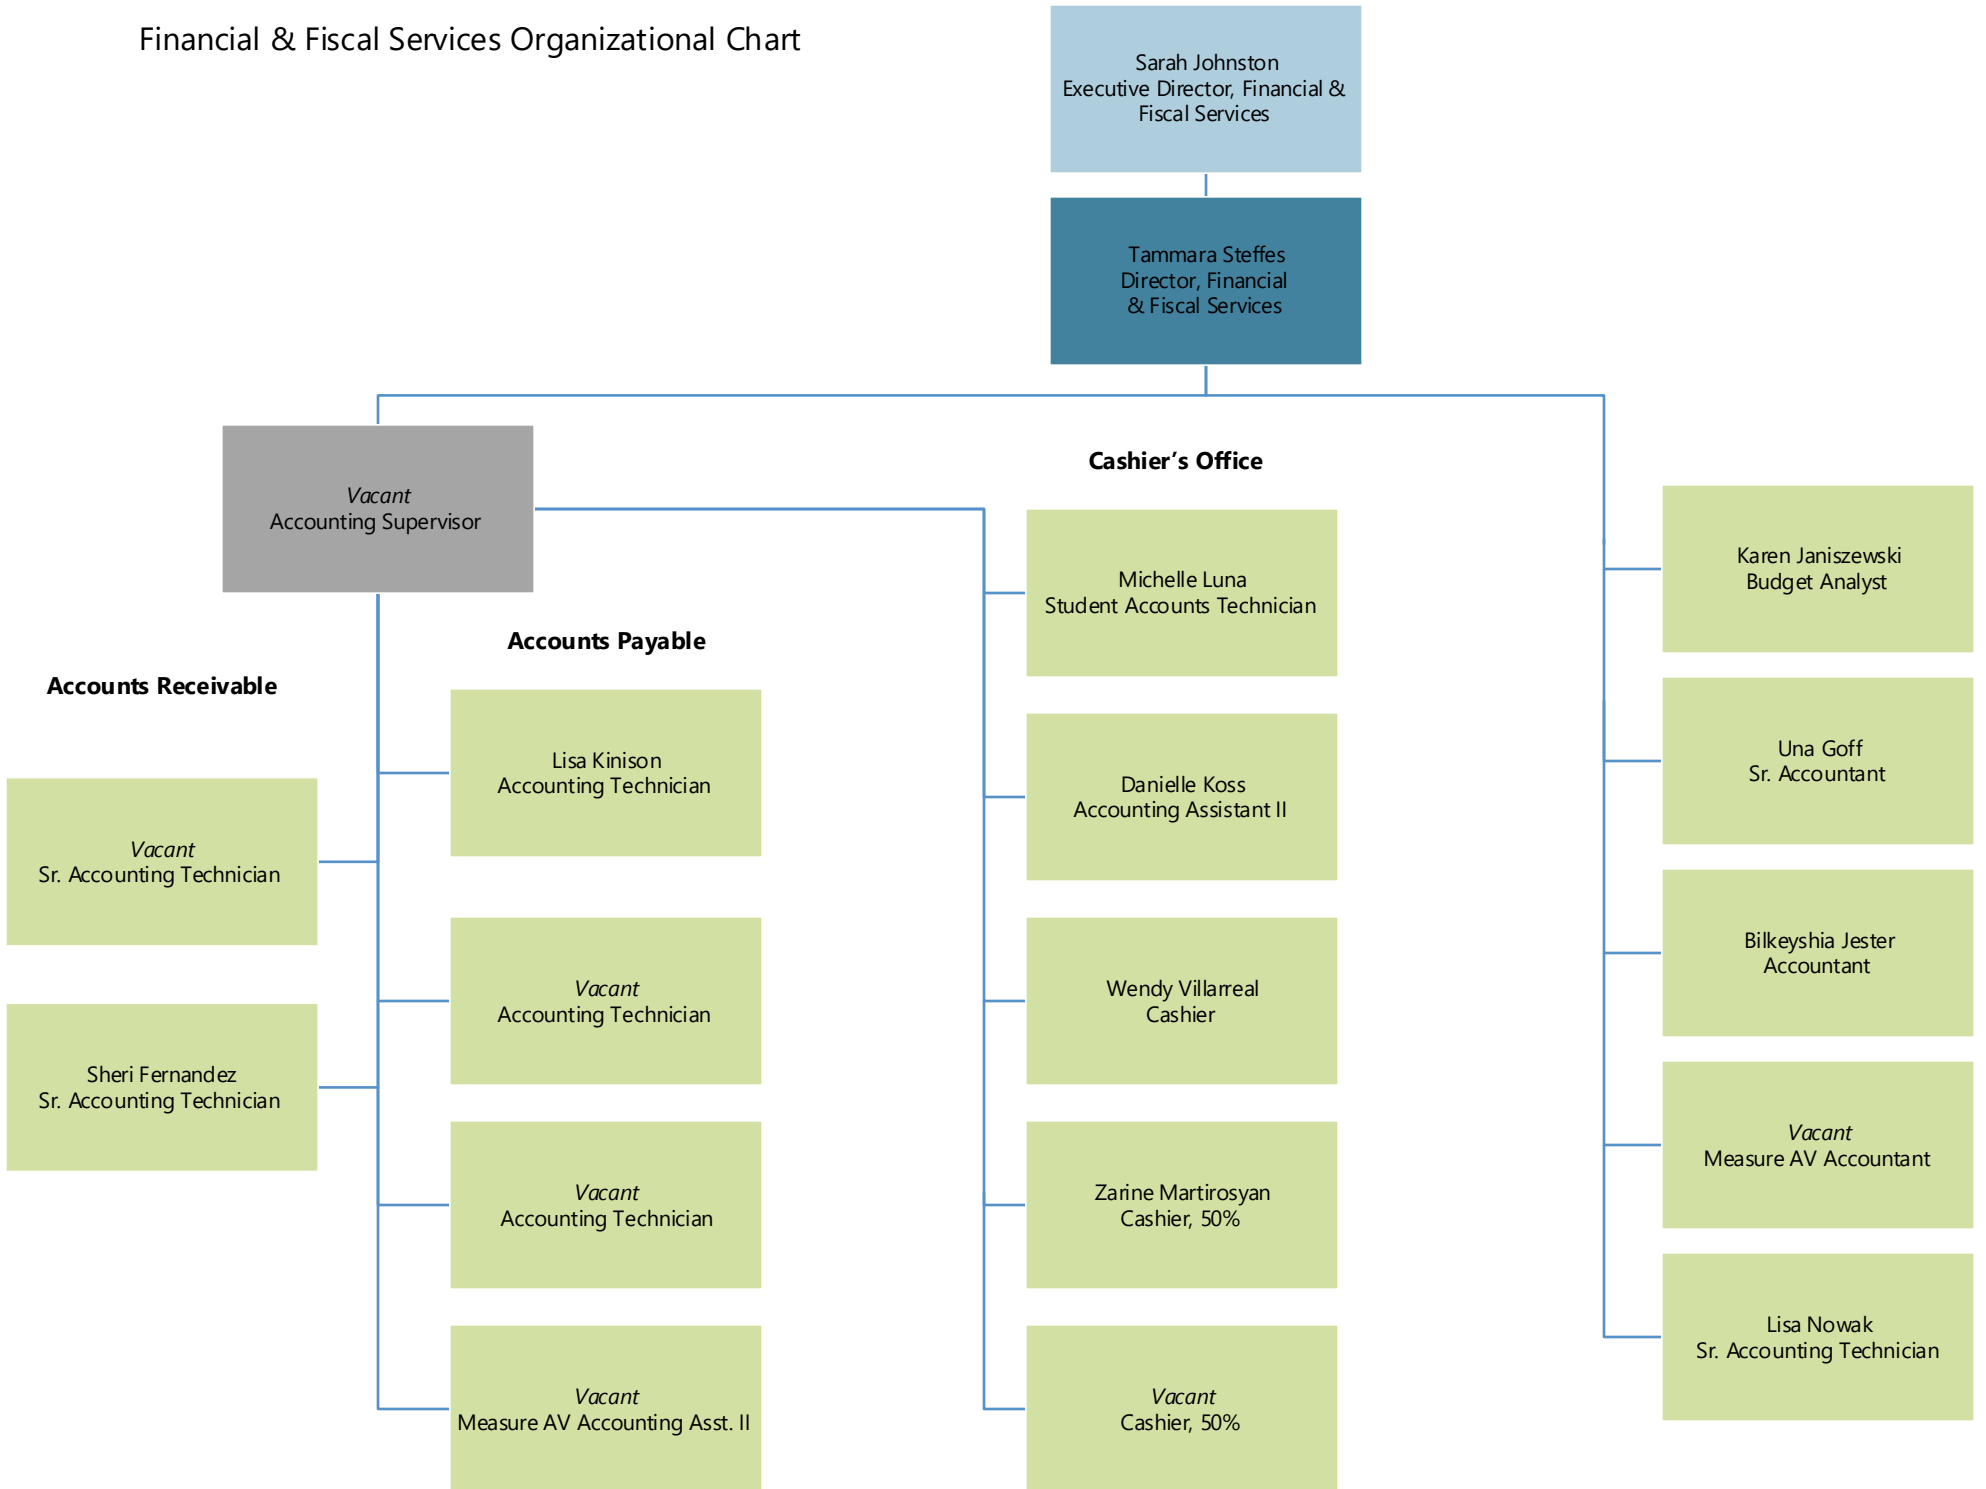 Financial & Fiscal Services Organizational Chart
Sarah Johnston
Executive Director, Financial &
Fiscal Services
Tammara Steffes
Director, Financial
& Fiscal Services
Vacant
Accounting Supervisor
Accounts Receivable
Vacant
Sr. Accounting Technician
Sheri Fernandez
Sr. Accounting Technician
Accounts Payable
Lisa Kinison
Accounting Technician
Vacant
Accounting Technician
Vacant
Accounting Technician
Vacant
Measure AV Accounting Asst. II
Cashier’s Office
Michelle Luna
Student Accounts Technician
Danielle Koss
Accounting Assistant II
Wendy Villarreal
Cashier
Zarine Martirosyan
Cashier, 50%
Vacant
Cashier, 50%
Karen Janiszewski
Budget Analyst
Una Goff
Sr. Accountant
Bilkeyshia Jester
Accountant
Vacant
Measure AV Accountant
Lisa Nowak
Sr. Accounting Technician